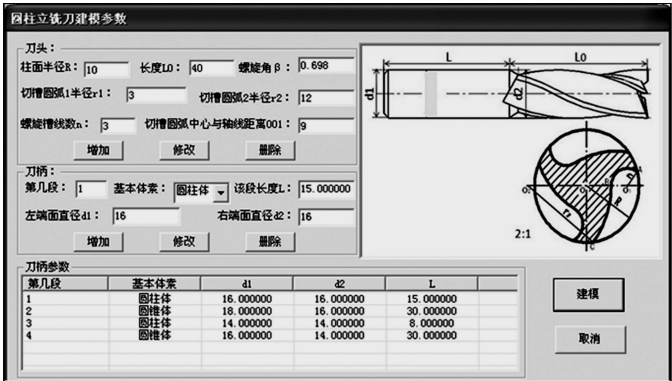 圆柱立铣刀建模参数
刀头:
柱面半径R: 10 长度L0: 40 螺旋角β: 0.698
切槽圆弧1半径r1: 3 切槽圆弧2半径r2: 12
螺旋槽线数n: 3 切槽圆弧中心与轴线距离OO1: 9
增加 修改 删除
刀柄:
第几段: 1 基本体素: 圆柱体 该段长度L: 15.000000
左端面直径d1: 16 右端面直径d2: 16
增加 修改 删除
L L0
d1 d2
2:1
C
刀柄参数
第几段 基本体素 d1 d2 L
1 圆柱体 16.000000 16.000000 15.000000
2 圆锥体 18.000000 16.000000 30.000000
3 圆柱体 14.000000 14.000000 8.000000
4 圆锥体 16.000000 14.000000 30.000000
建模
取消